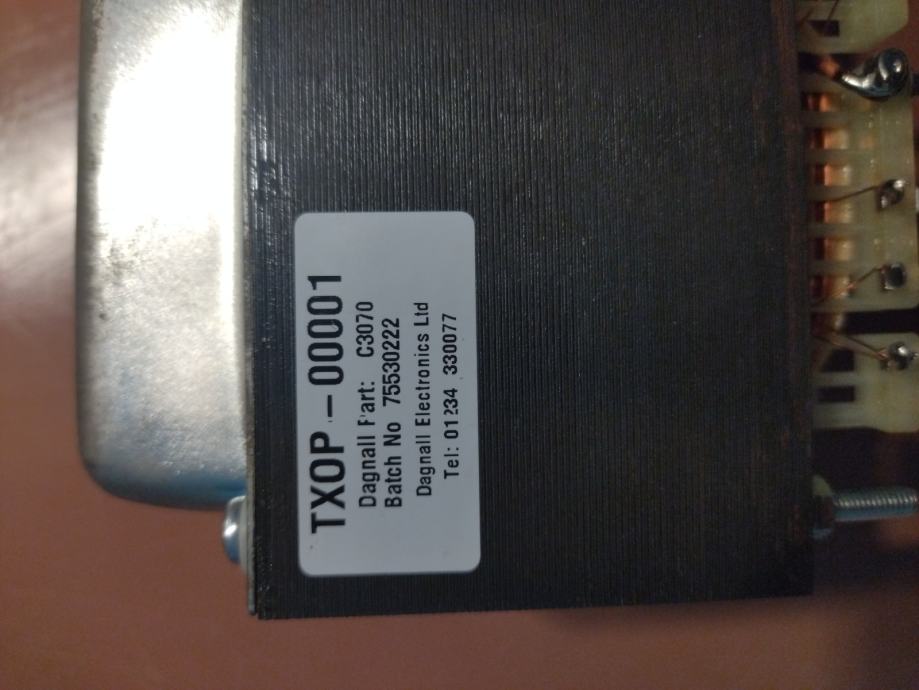 TXOP - 00001
Dagnall Part: C3070
Batch No 75530222
Dagnall Electronics Ltd
Tel: 01234 330077